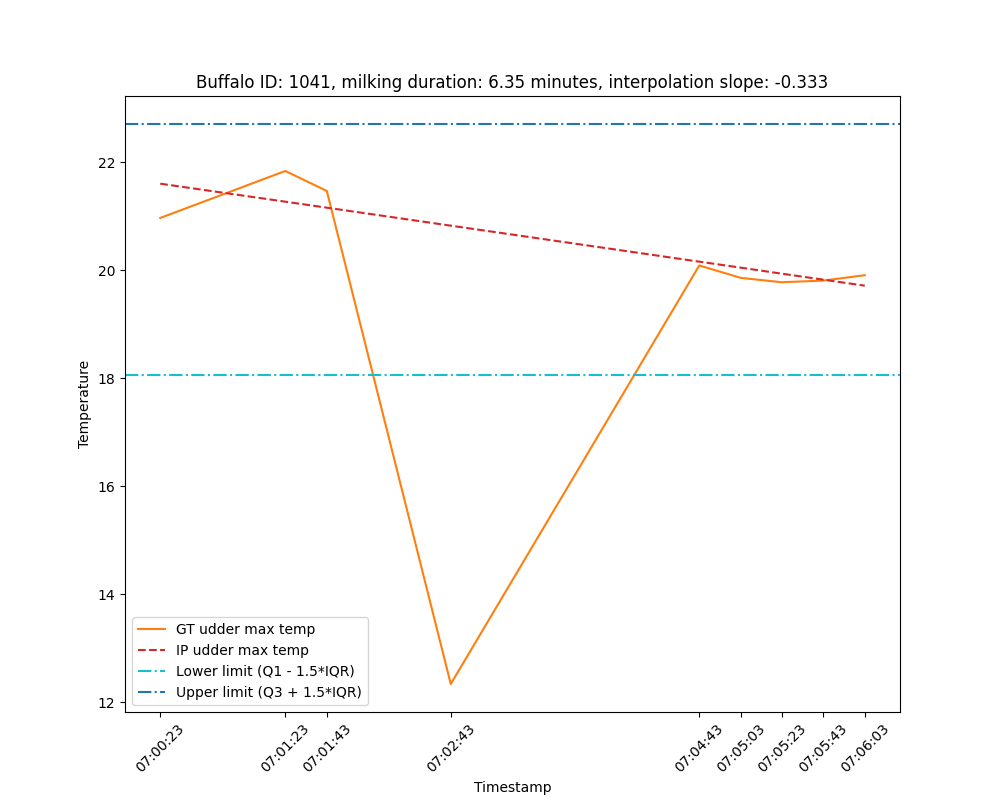 Buffalo ID: 1041, milking duration: 6.35 minutes, interpolation slope: -0.333
Temperature
22
20
18
16
14
12
GT udder max temp
IP udder max temp
Lower limit (Q1 - 1.5*IQR)
Upper limit (Q3 + 1.5*IQR)
07:00:23
07:01:23
07:01:43
07:02:43
07:04:43
07:05:03
07:05:23
07:05:43
07:06:03
Timestamp